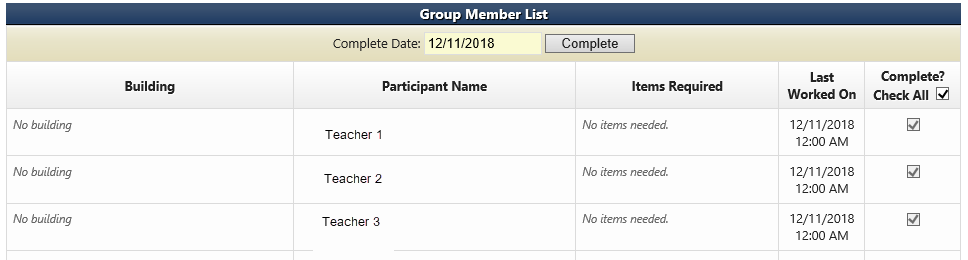 Group Member List
Complete Date: 12/11/2018 Complete
Building Participant Name Items Required Last Worked On Complete? Check All
No building Teacher 1 No items needed. 12/11/2018 12:00 AM
No building Teacher 2 No items needed. 12/11/2018 12:00 AM
No building Teacher 3 No items needed. 12/11/2018 12:00 AM